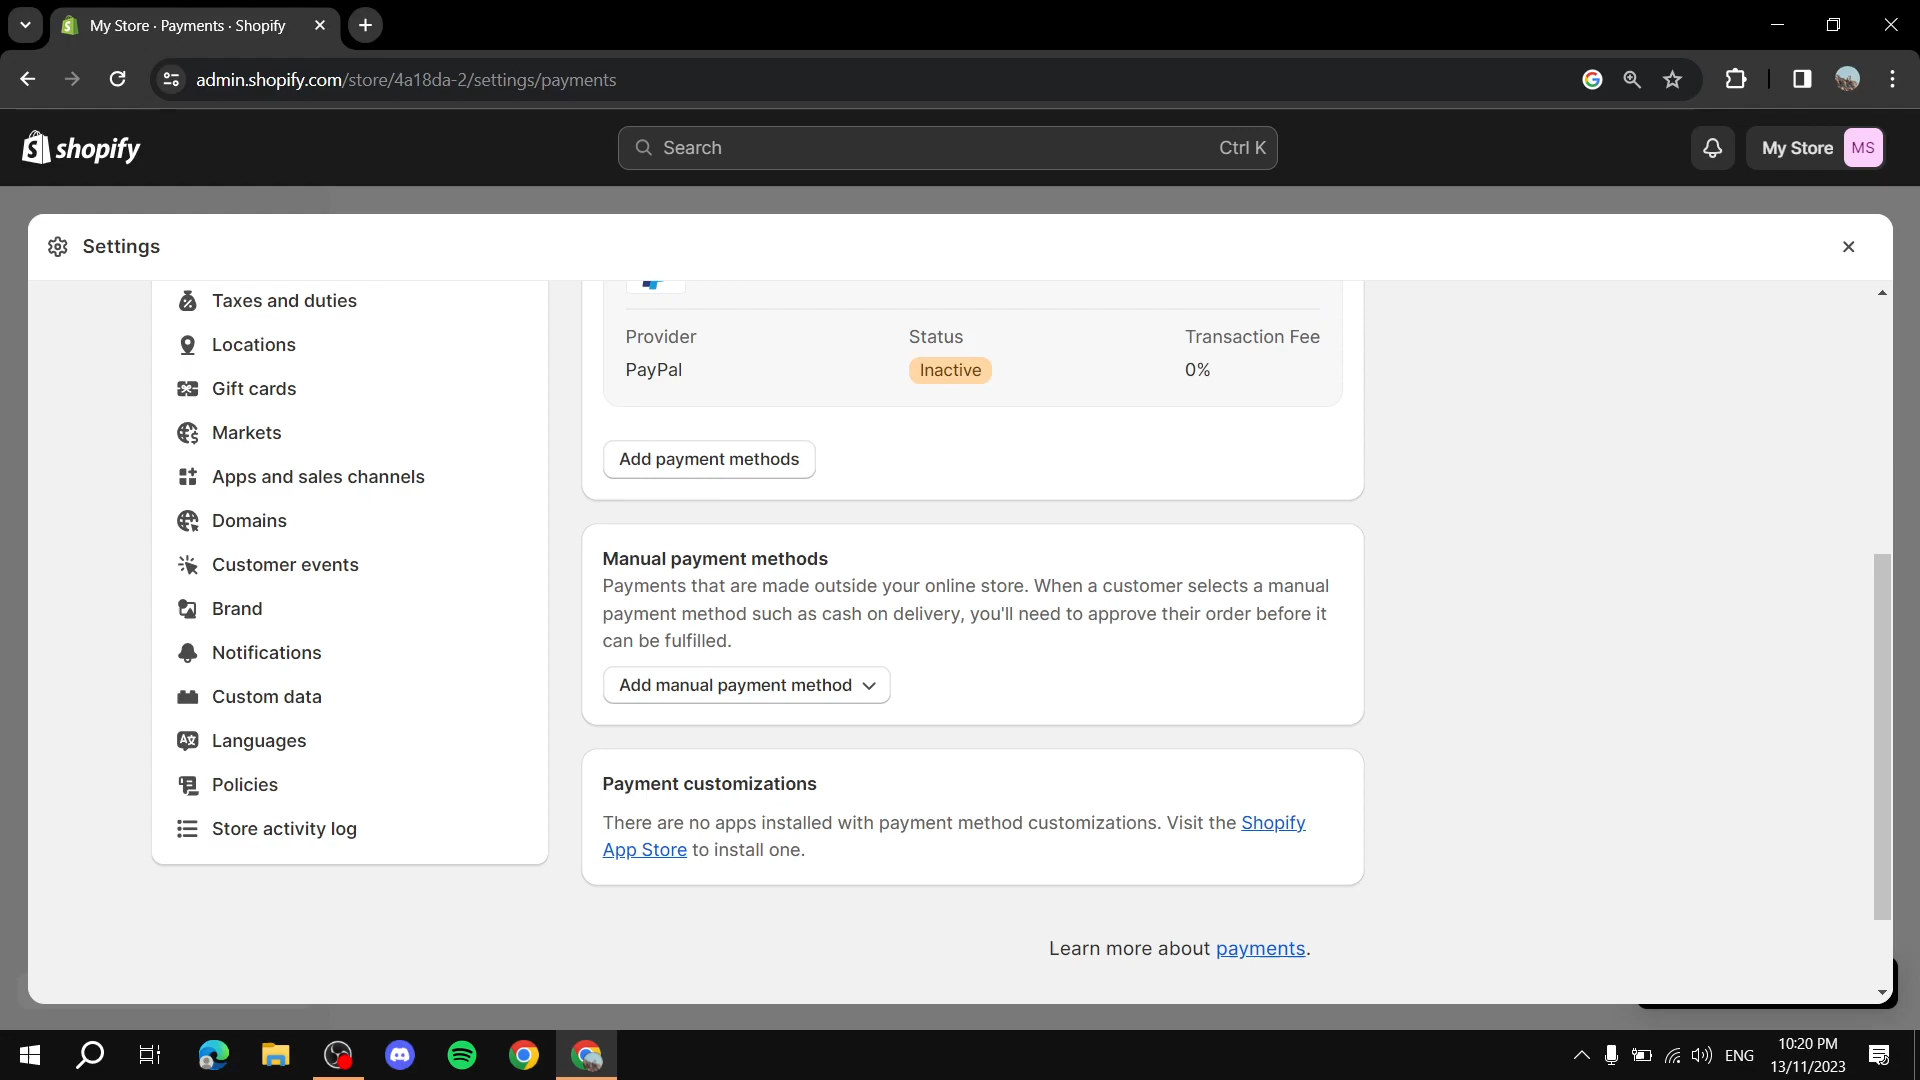 My Store · Payments · Shopify
admin.shopify.com/store/4a18da-2/settings/payments
shopify
Search
Ctrl K
My Store
MS
Settings
Taxes and duties
Locations
Gift cards
Markets
Apps and sales channels
Domains
Customer events
Brand
Notifications
Custom data
Languages
Policies
Store activity log
Provider Status Transaction Fee
PayPal Inactive 0%
Add payment methods
Manual payment methods
Payments that are made outside your online store. When a customer selects a manual
payment method such as cash on delivery, you'll need to approve their order before it
can be fulfilled.
Add manual payment method
Payment customizations
There are no apps installed with payment method customizations. Visit the Shopify
App Store to install one.
Learn more about payments.
ENG
10:20 PM
13/11/2023